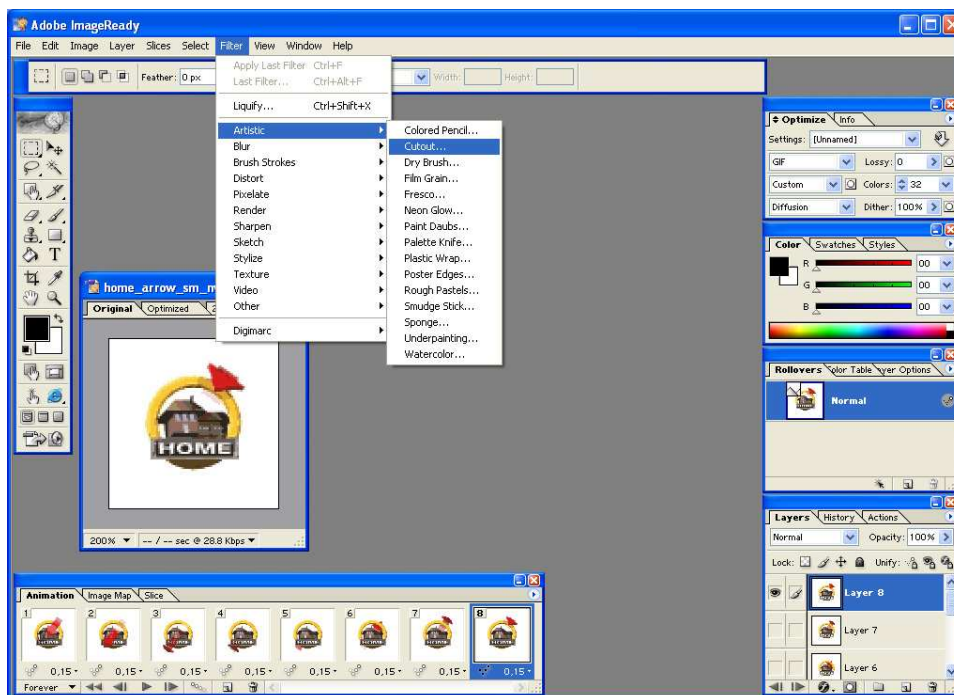 Adobe ImageReady
File Edit Image Layer Slices Select Filter View Window Help
Feather: 0 px Width: Height:
Apply Last Filter Ctrl+F
Last Filter... Ctrl+Alt+F
Liquify... Ctrl+Shift+X
Artistic
Blur
Brush Strokes
Distort
Pixelate
Render
Sharpen
Sketch
Stylize
Texture
Video
Other
Digimarc
Colored Pencil...
Cutout...
Dry Brush...
Film Grain...
Fresco...
Neon Glow...
Paint Daubs...
Palette Knife...
Plastic Wrap...
Poster Edges...
Rough Pastels...
Smudge Stick...
Sponge...
Underpainting...
Watercolor...
home_arrow_sm_
Original Optimized 2
HOME
200% -- / -- sec @ 28.8 Kbps
Optimize Info
Settings: [Unnamed]
GIF Lossy: 0
Custom Colors: 32
Diffusion Dither: 100%
Color Swatches Styles
R 00
G 00
B 00
Rollovers Color Table Layer Options
Normal
Layers History Actions
Normal Opacity: 100%
Lock: Unify:
Layer 8
Layer 7
Layer 6
Animation Image Map Slice
1 2 3 4 5 6 7 8
0,15 0,15 0,15 0,15 0,15 0,15 0,15 0,15
Forever